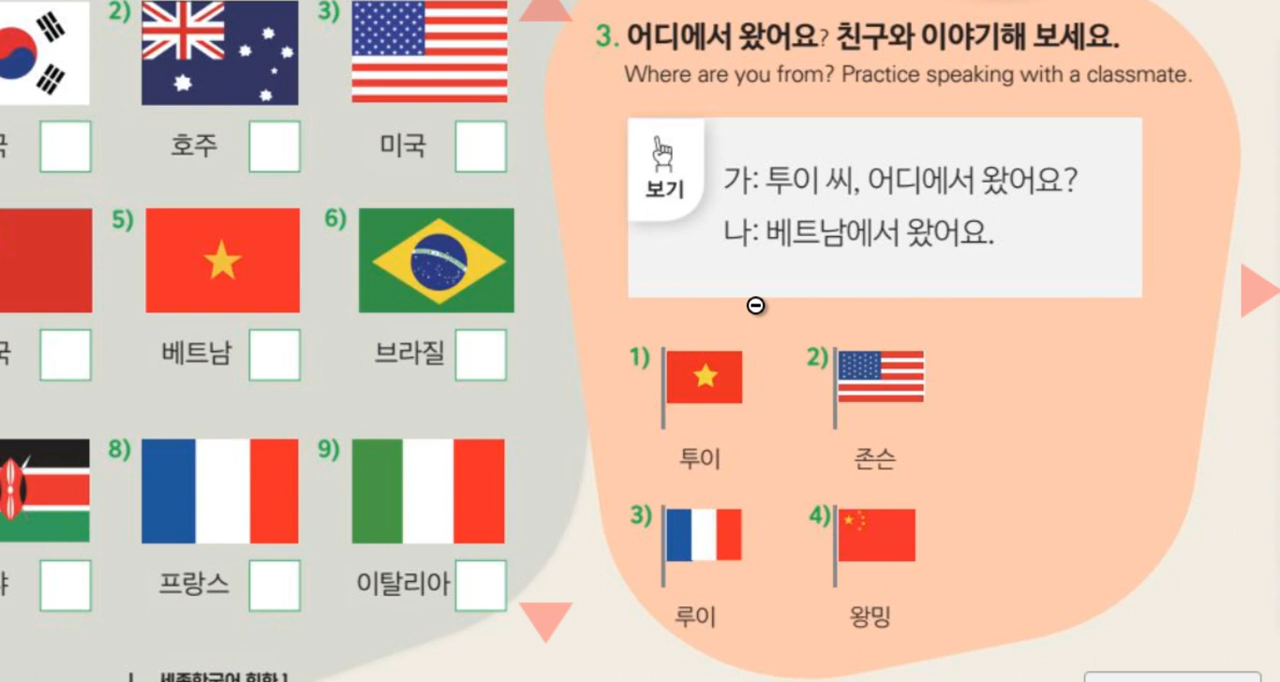 2)
3)
호주
미국
국
5)
6)
베트남
브라질
국
8)
9)
프랑스
이탈리아
3. 어디에서 왔어요? 친구와 이야기해 보세요.
Where are you from? Practice speaking with a classmate.
보기
가: 투이 씨, 어디에서 왔어요?
나: 베트남에서 왔어요.
1)
2)
투이
존슨
3)
4)
루이
왕밍